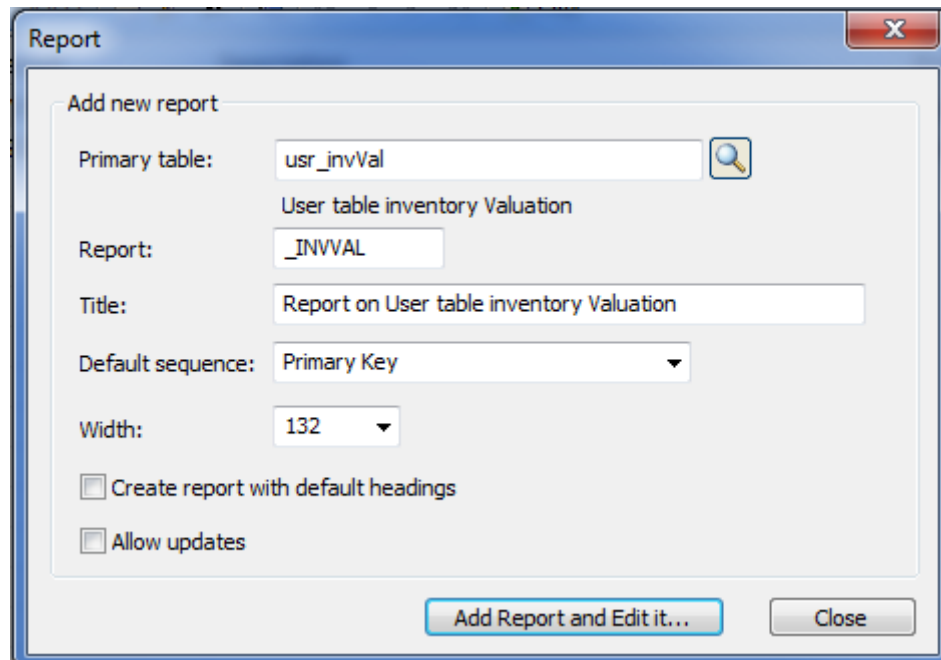 Report
Add new report
Primary table: usr_invVal
User table inventory Valuation
Report: _INVVAL
Title: Report on User table inventory Valuation
Default sequence: Primary Key
Width: 132
Create report with default headings
Allow updates
Add Report and Edit it... Close